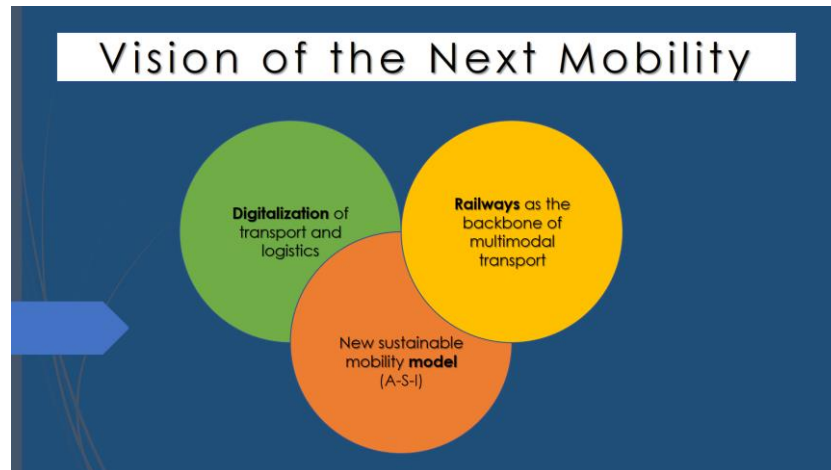 Vision of the Next Mobility
Digitalization of
transport and
logistics
Railways as the
backbone of
multimodal
transport
New sustainable
mobility model
(A-S-I)